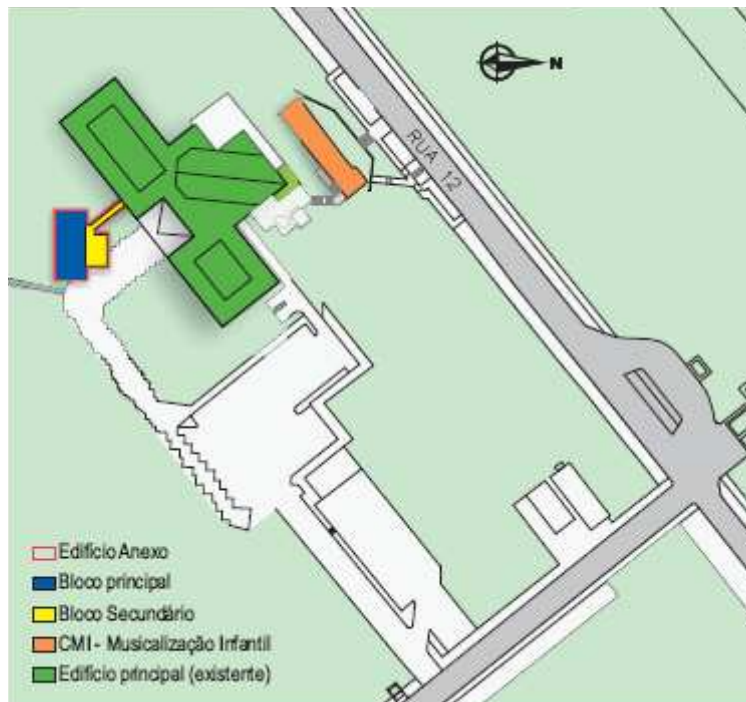 N
RUA 12
Edifício Anexo
Bloco principal
Bloco Secundário
CMI - Musicalização Infantil
Edifício principal (existente)